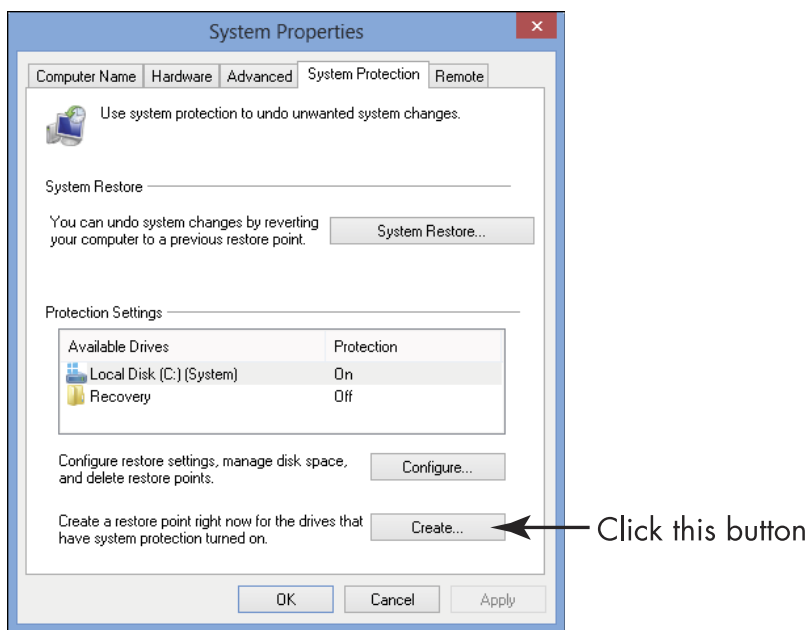 System Properties
Computer Name Hardware Advanced System Protection Remote
Use system protection to undo unwanted system changes.
System Restore
You can undo system changes by reverting
your computer to a previous restore point.
System Restore...
Protection Settings
Available Drives Protection
Local Disk (C:) (System) On
Recovery Off
Configure restore settings, manage disk space,
and delete restore points.
Configure...
Create a restore point right now for the drives that
have system protection turned on.
Create...
Click this button
OK Cancel Apply